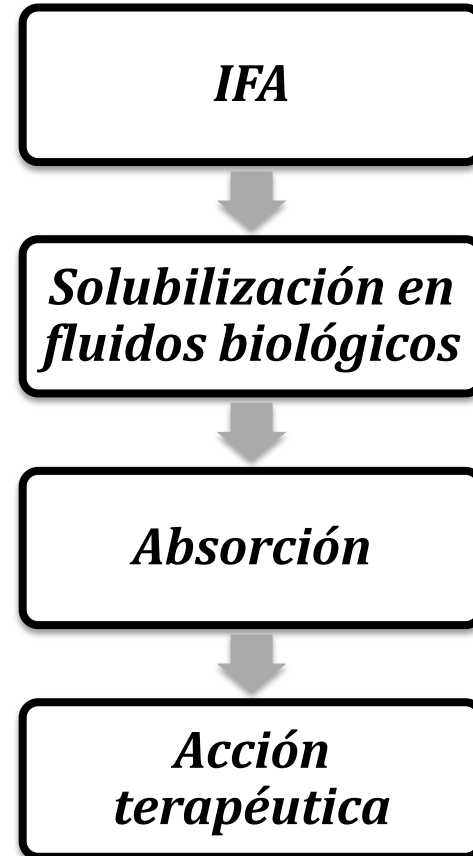 IFA
Solubilización en
fluidos biológicos
Absorción
Acción
terapéutica